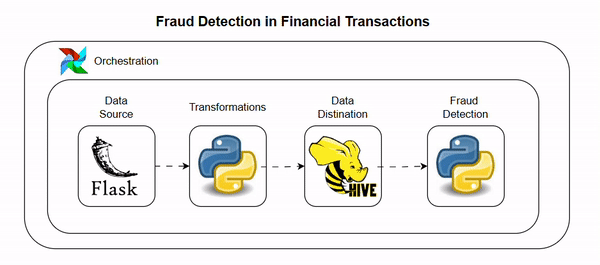 Fraud Detection in Financial Transactions
Orchestration
Data
Source
Transformations
Data
Distination
Fraud
Detection
Flask
HIVE